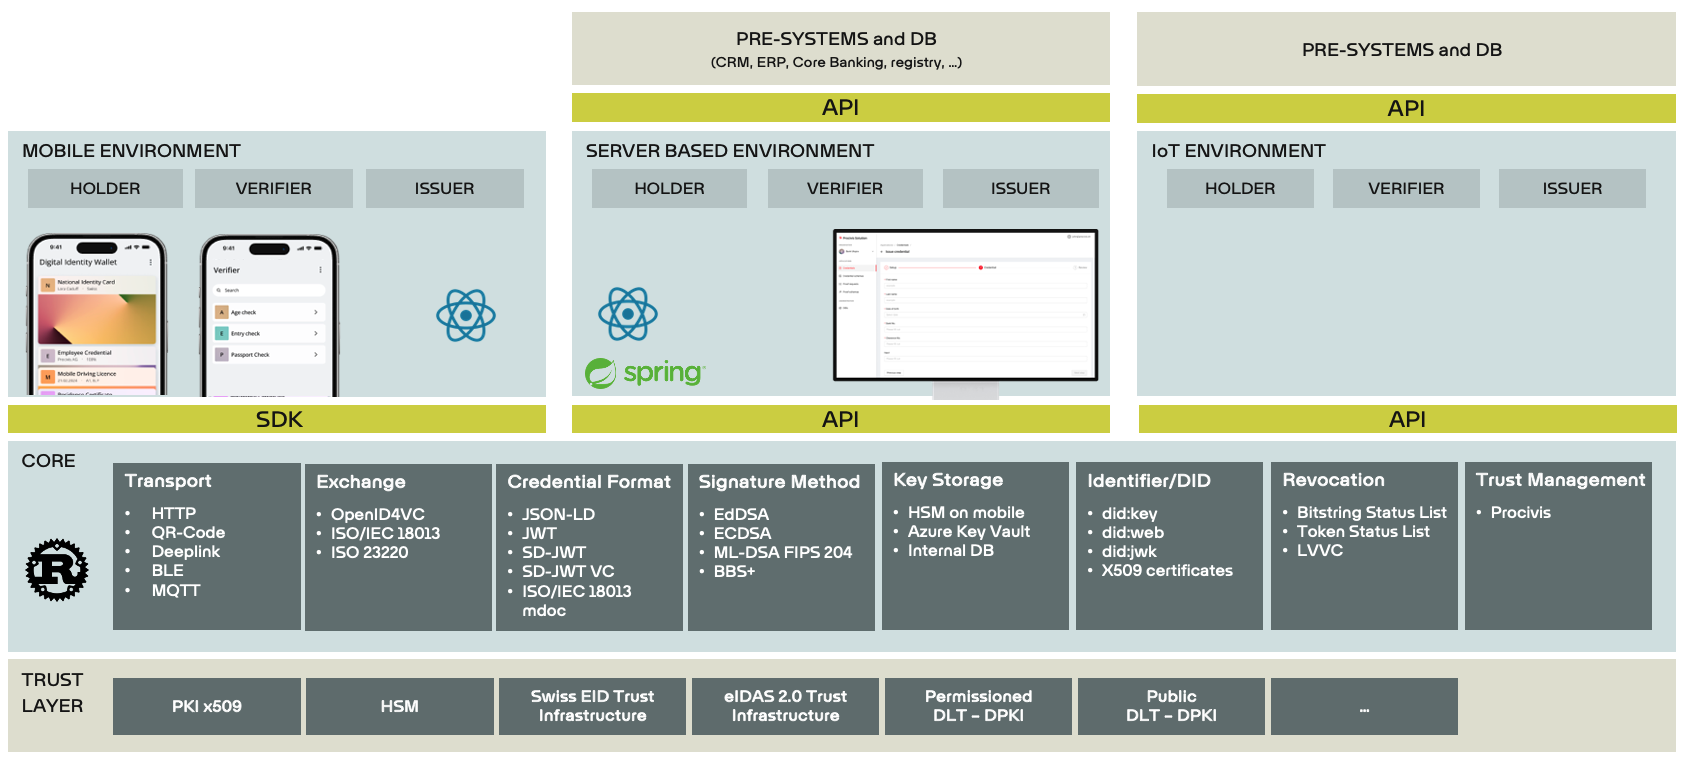 PRE-SYSTEMS and DB
(CRM, ERP, Core Banking, registry, ...)
API
PRE-SYSTEMS and DB
API
MOBILE ENVIRONMENT
HOLDER
VERIFIER
ISSUER
9:41
Digital Identity Wallet
N
National Identity Card
E
Employee Credential
M
Mobile Driving Licence
Residence Certificate
9:41
Verifier
Search
A
Age check
E
Entry check
P
Passport Check
SDK
SERVER BASED ENVIRONMENT
HOLDER
VERIFIER
ISSUER
spring
Issue credential
API
IoT ENVIRONMENT
HOLDER
VERIFIER
ISSUER
API
CORE
R
Transport
• HTTP
• QR-Code
• Deeplink
• BLE
• MQTT
Exchange
• OpenID4VC
• ISO/IEC 18013
• ISO 23220
Credential Format
• JSON-LD
• JWT
• SD-JWT
• SD-JWT VC
• ISO/IEC 18013
mdoc
Signature Method
• EdDSA
• ECDSA
• ML-DSA FIPS 204
• BBS+
Key Storage
• HSM on mobile
• Azure Key Vault
• Internal DB
Identifier/DID
• did:key
• did:web
• did:jwk
• X509 certificates
Revocation
• Bitstring Status List
• Token Status List
• LVVC
Trust Management
• Procivis
TRUST
LAYER
PKI x509
HSM
Swiss EID Trust
Infrastructure
eIDAS 2.0 Trust
Infrastructure
Permissioned
DLT – DPKI
Public
DLT – DPKI
...